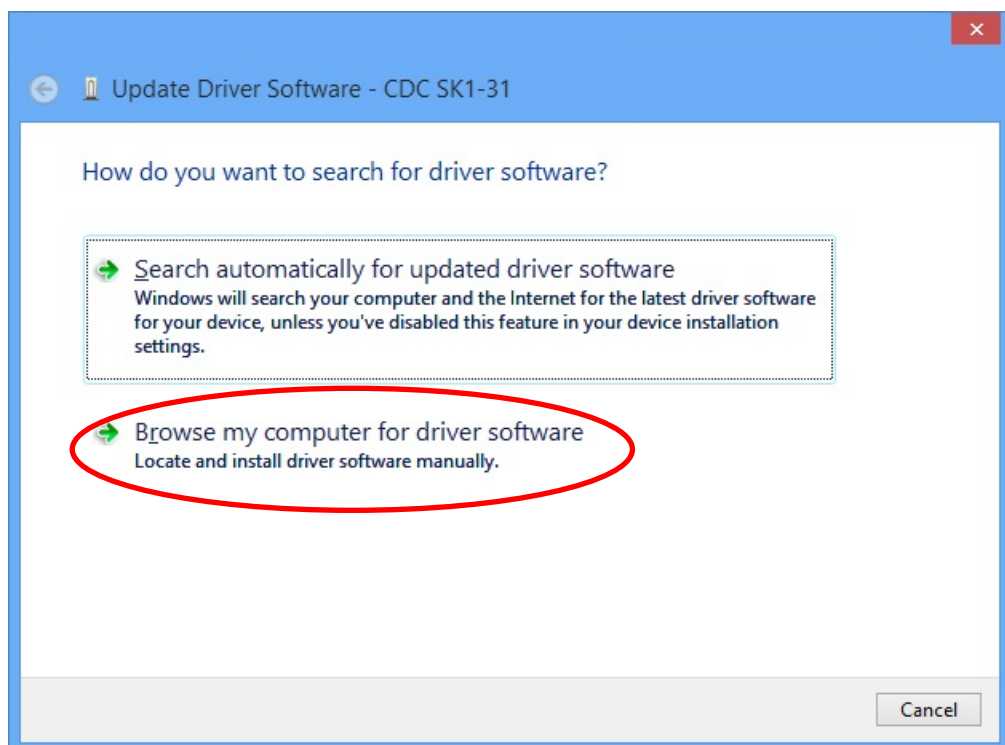 Update Driver Software - CDC SK1-31
How do you want to search for driver software?
Search automatically for updated driver software
Windows will search your computer and the Internet for the latest driver software
for your device, unless you've disabled this feature in your device installation
settings.
Browse my computer for driver software
Locate and install driver software manually.
Cancel